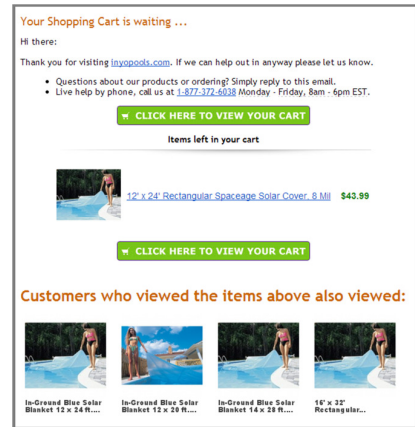 Your Shopping Cart is waiting ...
Hi there:
Thank you for visiting inyopools.com. If we can help out in anyway please let us know.
• Questions about our products or ordering? Simply reply to this email.
• Live help by phone, call us at 1-877-372-6038 Monday - Friday, 8am - 6pm EST.
CLICK HERE TO VIEW YOUR CART
Items left in your cart
12' x 24' Rectangular Spaceage Solar Cover, 8 Mil $43.99
CLICK HERE TO VIEW YOUR CART
Customers who viewed the items above also viewed:
In-Ground Blue Solar
Blanket 12 x 24 ft....
In-Ground Blue Solar
Blanket 12 x 20 ft....
In-Ground Blue Solar
Blanket 14 x 28 ft....
16' x 32'
Rectangular...